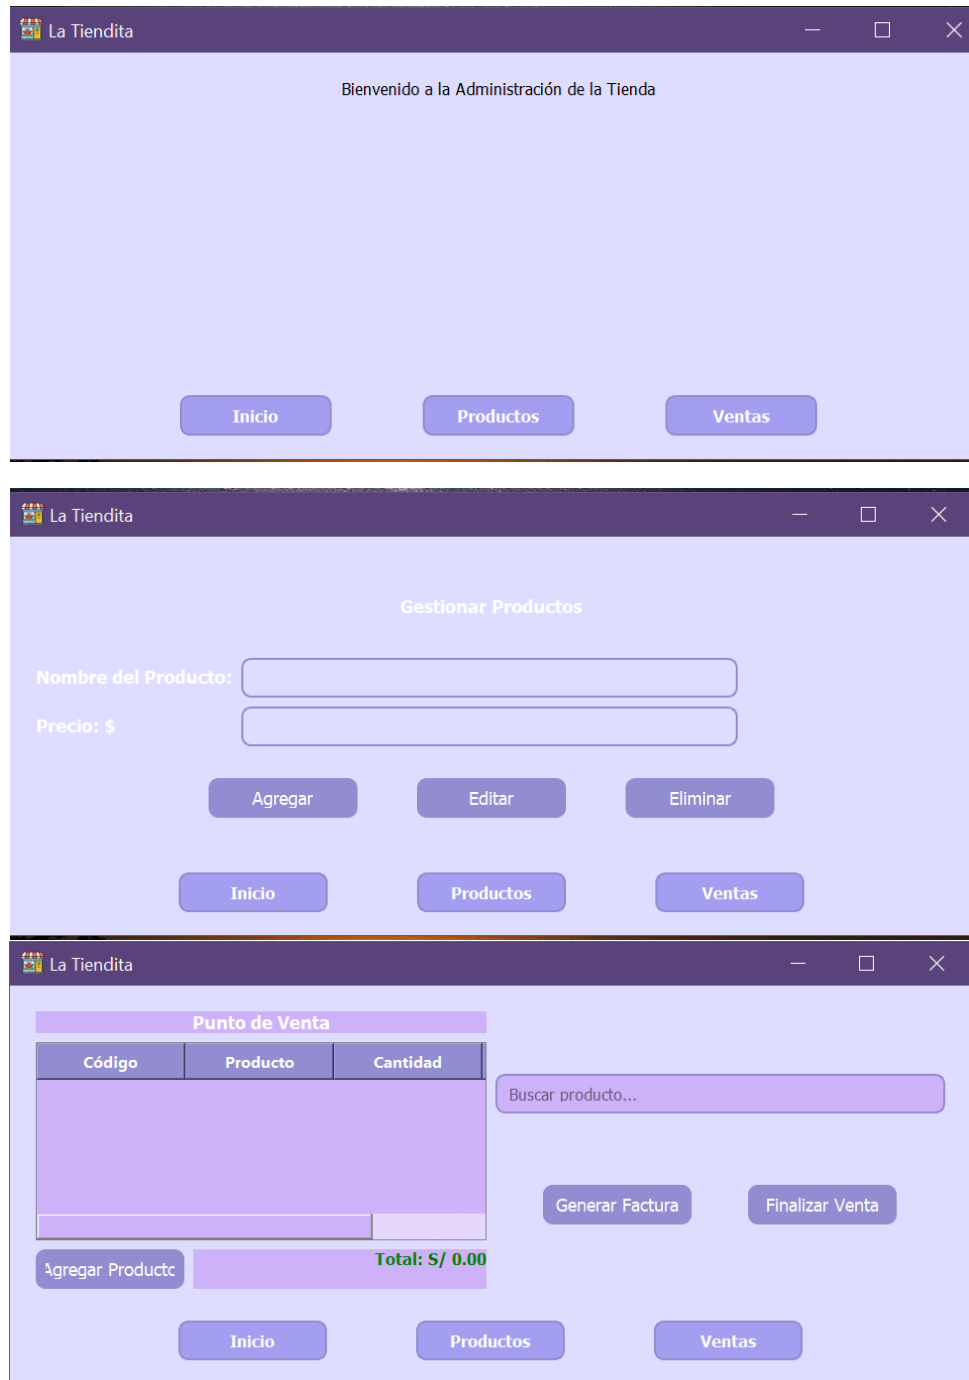 La Tiendita
Bienvenido a la Administración de la Tienda
Inicio Productos Ventas
La Tiendita
Gestionar Productos
Nombre del Producto:
Precio: $
Agregar Editar Eliminar
Inicio Productos Ventas
La Tiendita
Punto de Venta
Código Producto Cantidad
Buscar producto...
Generar Factura Finalizar Venta
Agregar Producto Total: S/ 0.00
Inicio Productos Ventas